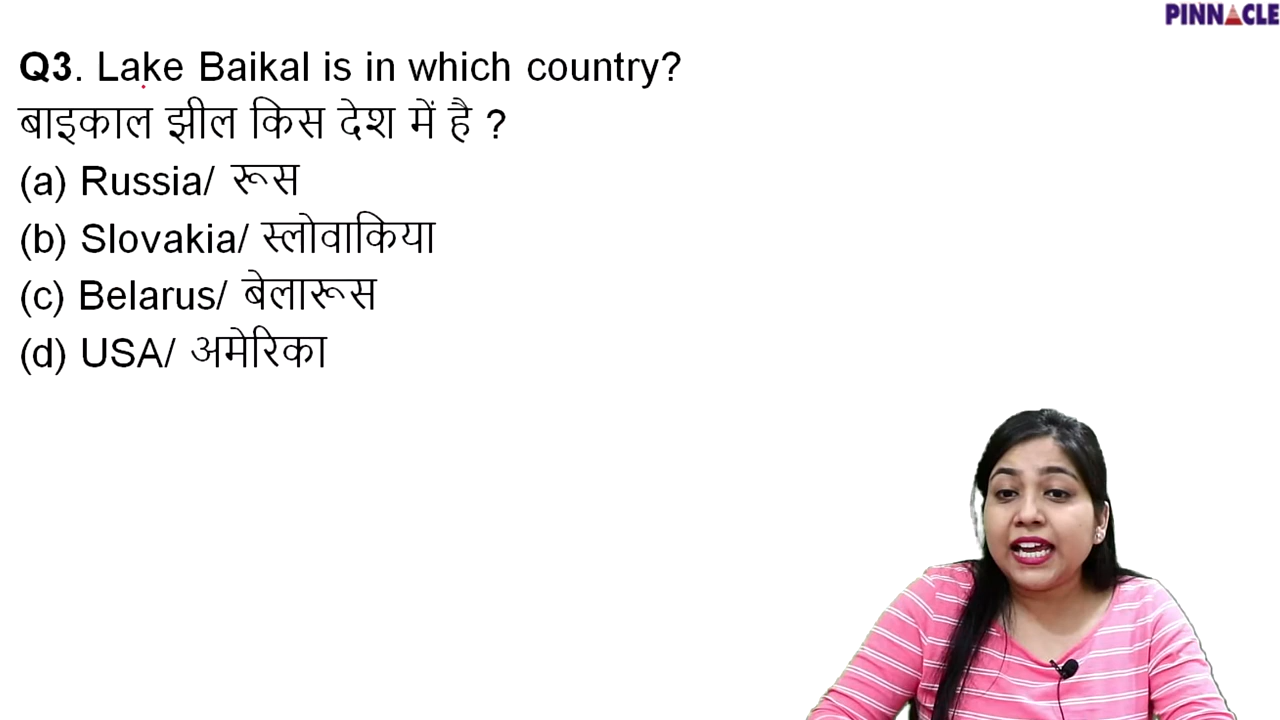 PINNACLE
Q3. Lake Baikal is in which country?
बाइकाल झील किस देश में है ?
(a) Russia/ रूस
(b) Slovakia/ स्लोवाकिया
(c) Belarus/ बेलारूस
(d) USA/ अमेरिका